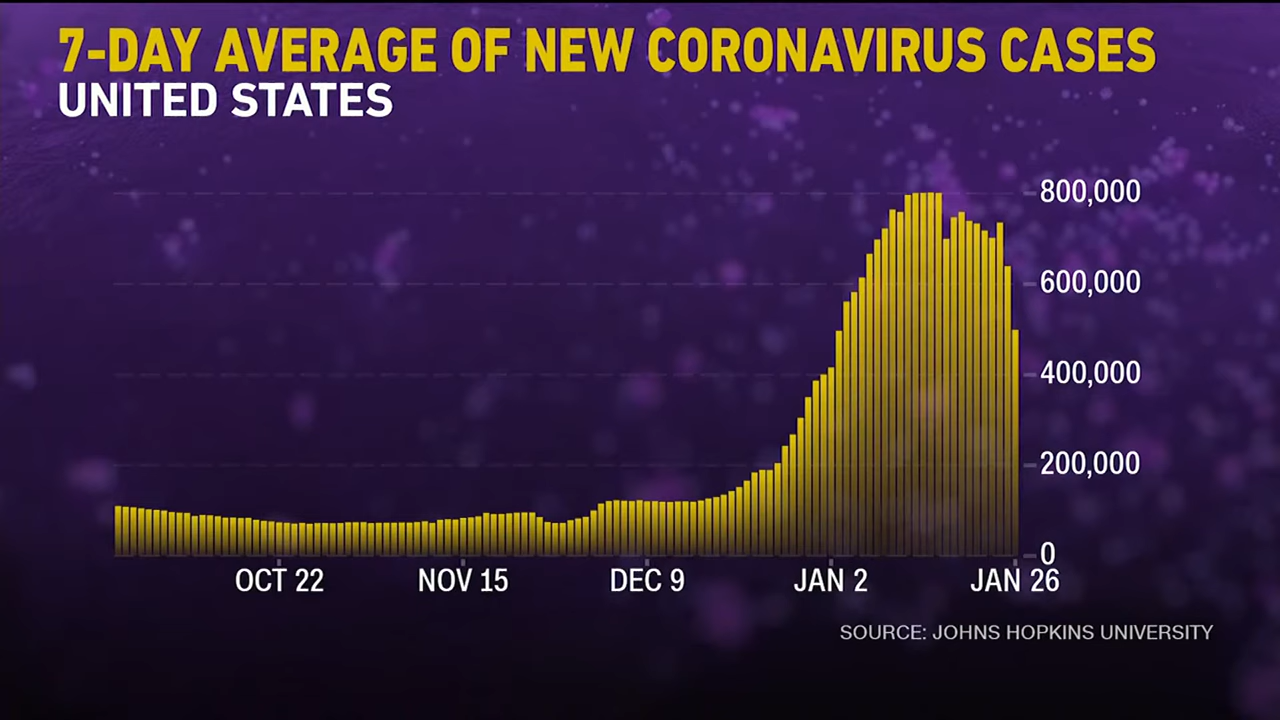 7-DAY AVERAGE OF NEW CORONAVIRUS CASES
UNITED STATES
800,000
600,000
400,000
200,000
0
OCT 22 NOV 15 DEC 9 JAN 2 JAN 26
SOURCE: JOHNS HOPKINS UNIVERSITY